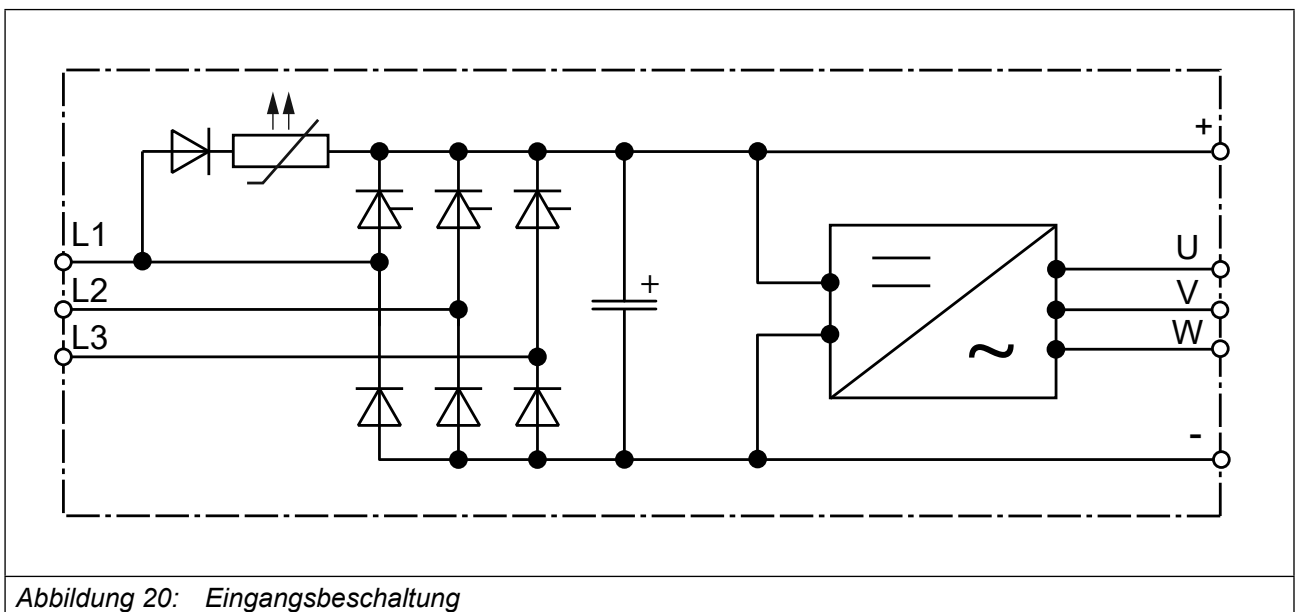 +
L1
L2
L3
+
U
V
W
~
-
Abbildung 20: Eingangsbeschaltung